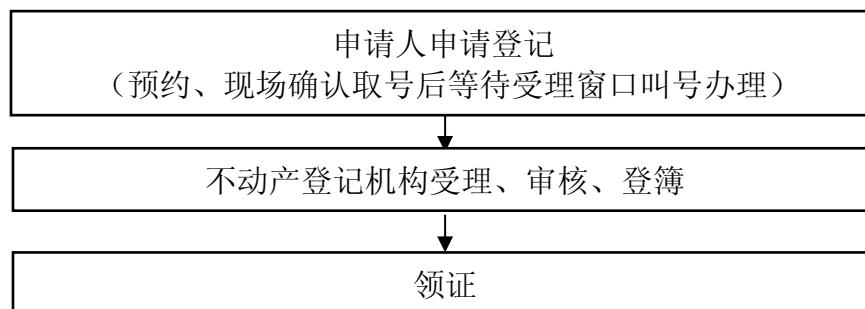 申请人申请登记
（预约、现场确认取号后等待受理窗口叫号办理）
不动产登记机构受理、审核、登簿
领证